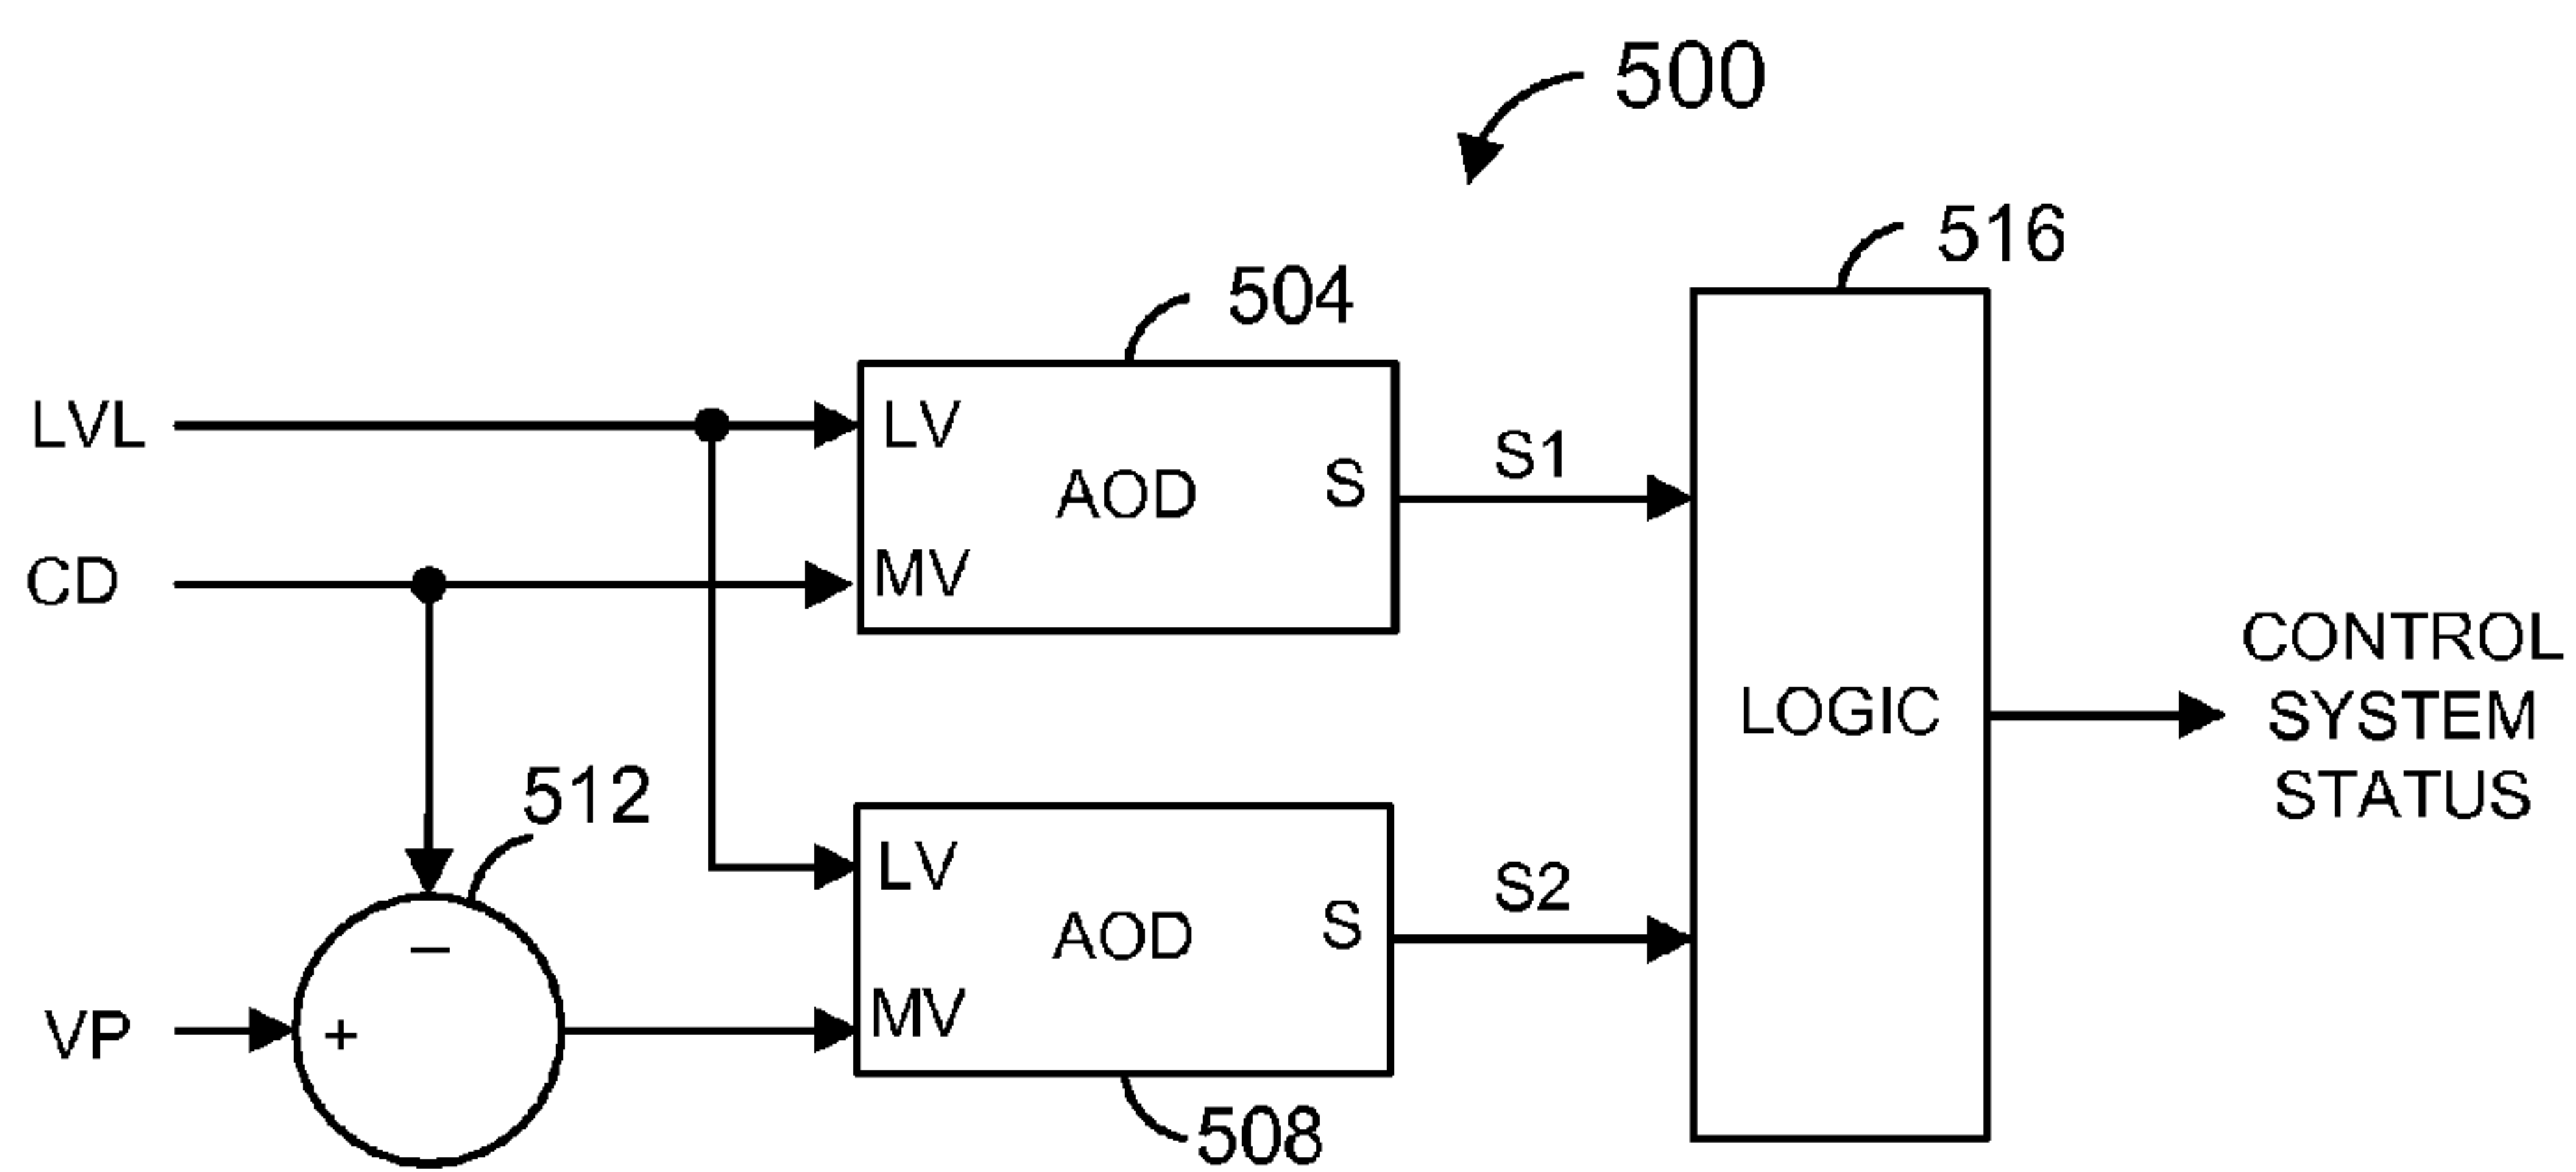 500
516
504
LVL
LV
S1
AOD
S
CD
MV
CONTROL
SYSTEM
STATUS
LOGIC
512
LV
S2
AOD
S
VP
+
−
MV
508